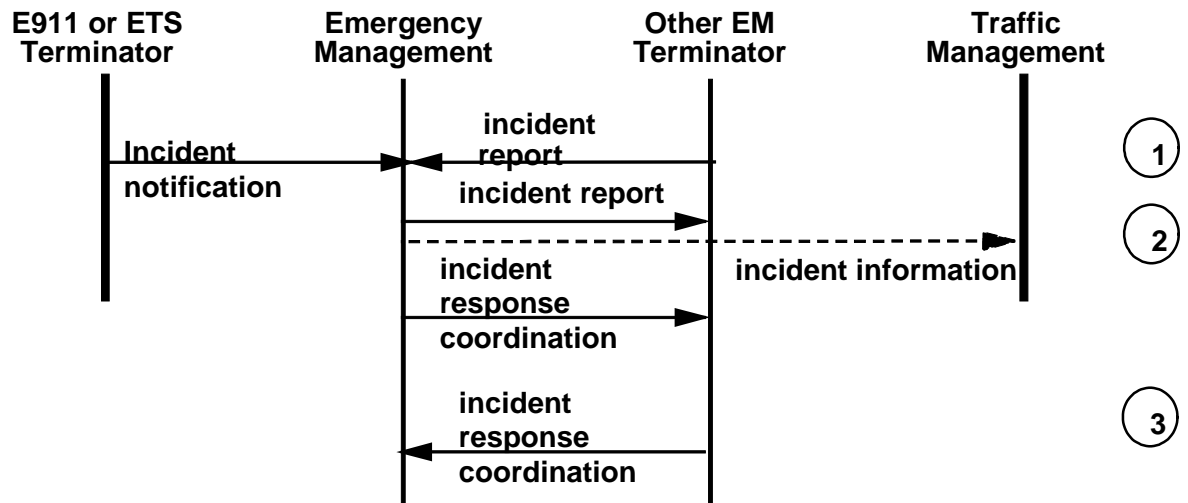 E911 or ETS
Terminator
Emergency
Management
Other EM
Terminator
Traffic
Management
Incident
notification
incident
report
1
incident report
2
incident information
incident
response
coordination
incident
response
coordination
3